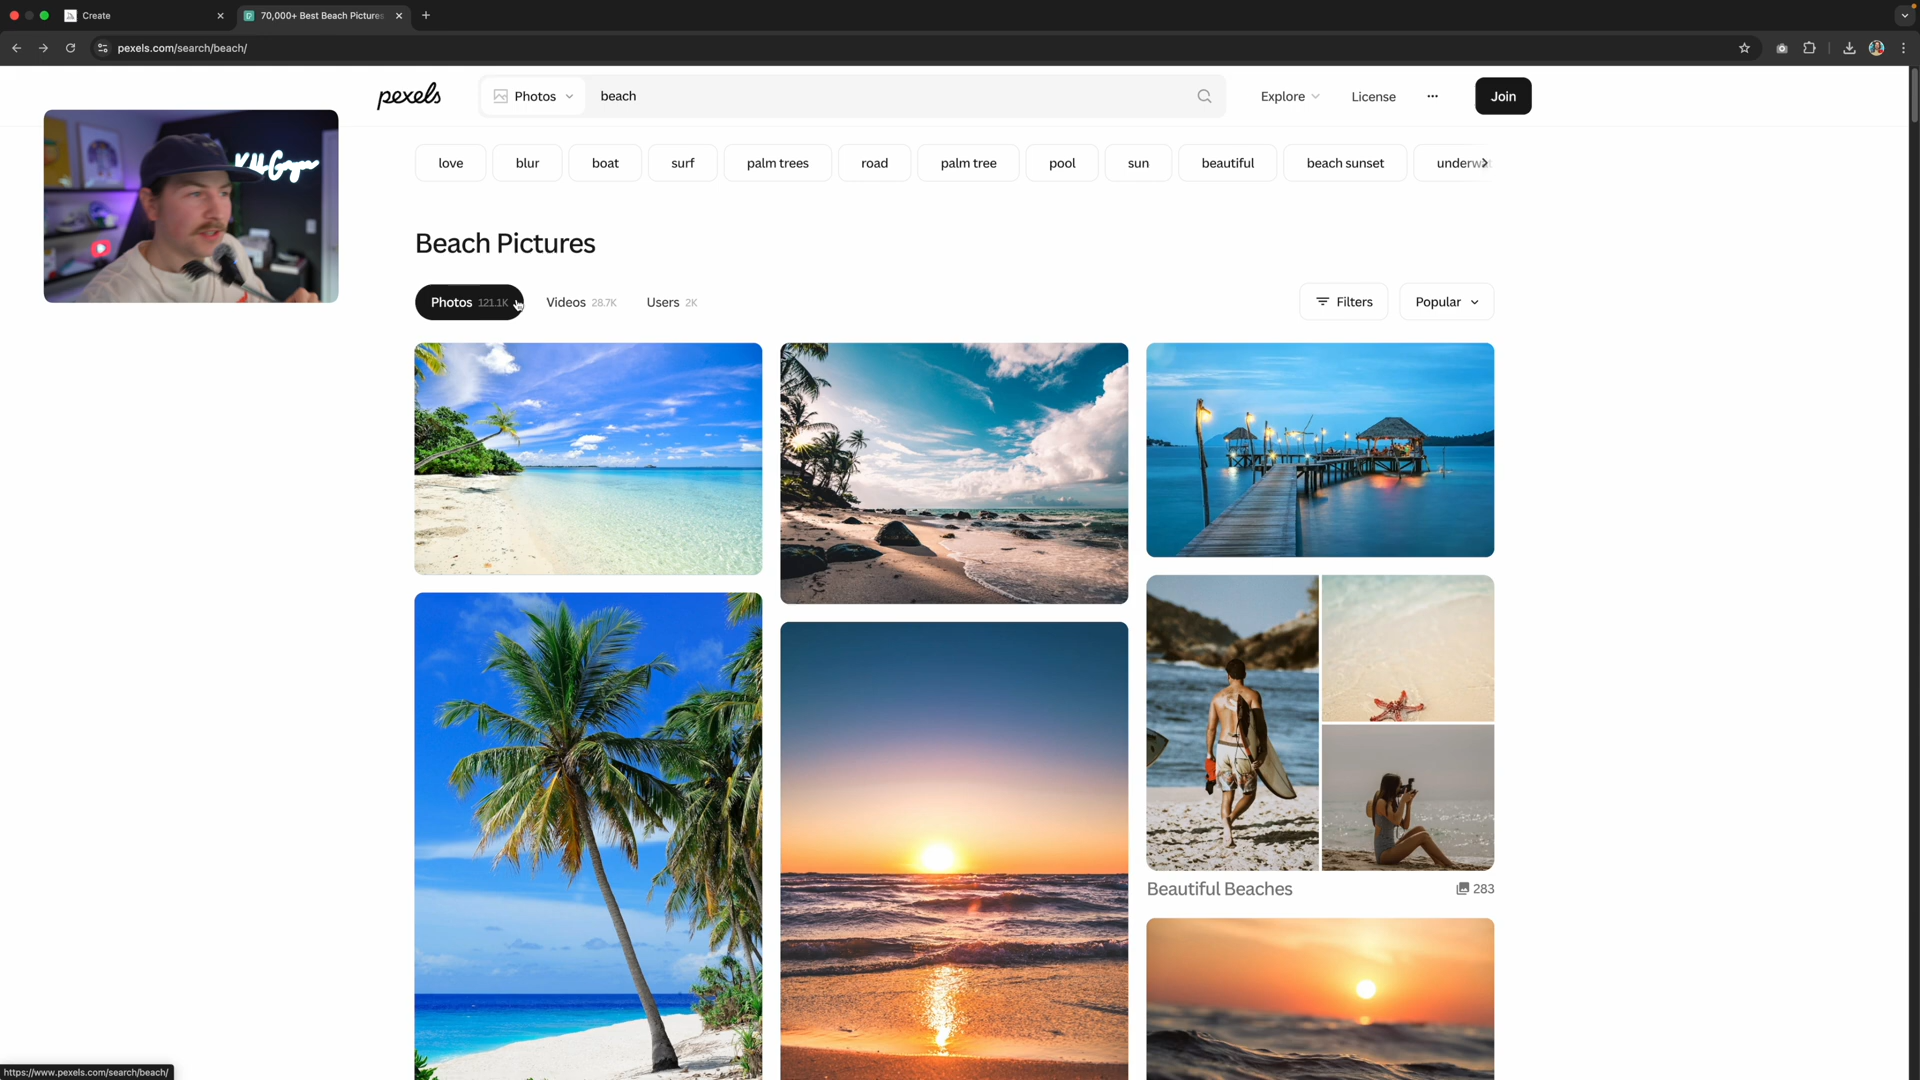 Create
70,000+ Best Beach Pictures
pexels.com/search/beach/
pexels
Photos
beach
Explore
License
Join
love
blur
boat
surf
palm trees
road
palm tree
pool
sun
beautiful
beach sunset
Beach Pictures
Photos 121.1K
Videos 28.7K
Users 2K
Filters
Popular
Beautiful Beaches
283
https://www.pexels.com/search/beach/